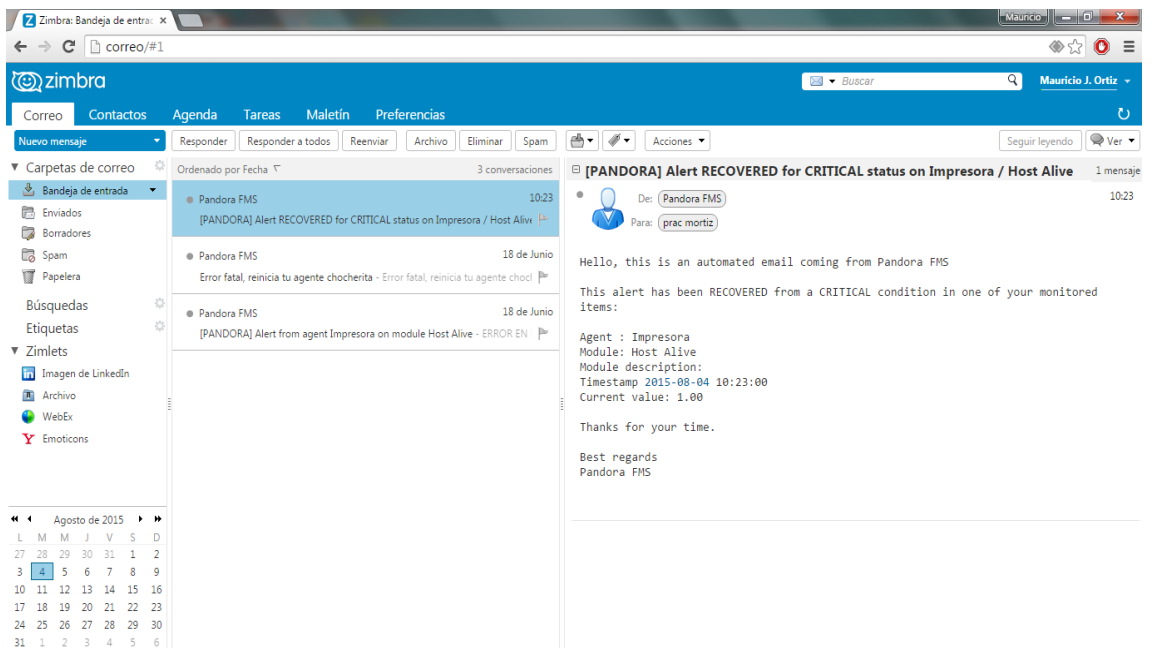 Zimbra: Bandeja de entrac
Mauricio
correo/#1
zimbra
Buscar
Mauricio J. Ortiz
Correo Contactos Agenda Tareas Maletín Preferencias
Nuevo mensaje Responder Responder a todos Reenviar Archivo Eliminar Spam Acciones Seguir leyendo Ver
Carpetas de correo
Bandeja de entrada
Enviados
Borradores
Spam
Papelera
Búsquedas
Etiquetas
Zimlets
Imagen de LinkedIn
Archivo
WebEx
Emoticons
Agosto de 2015
L M M J V S D
27 28 29 30 31 1 2
3 4 5 6 7 8 9
10 11 12 13 14 15 16
17 18 19 20 21 22 23
24 25 26 27 28 29 30
31 1 2 3 4 5 6
Ordenado por Fecha 3 conversaciones
Pandora FMS 10:23
[PANDORA] Alert RECOVERED for CRITICAL status on Impresora / Host Alive
Pandora FMS 18 de Junio
Error fatal, reinicia tu agente chocherita - Error fatal, reinicia tu agente chocl
Pandora FMS 18 de Junio
[PANDORA] Alert from agent Impresora on module Host Alive - ERROR EN
[PANDORA] Alert RECOVERED for CRITICAL status on Impresora / Host Alive 1 mensaje
De: Pandora FMS 10:23
Para: prac mortiz
Hello, this is an automated email coming from Pandora FMS
This alert has been RECOVERED from a CRITICAL condition in one of your monitored
items:
Agent : Impresora
Module: Host Alive
Module description:
Timestamp 2015-08-04 10:23:00
Current value: 1.00
Thanks for your time.
Best regards
Pandora FMS